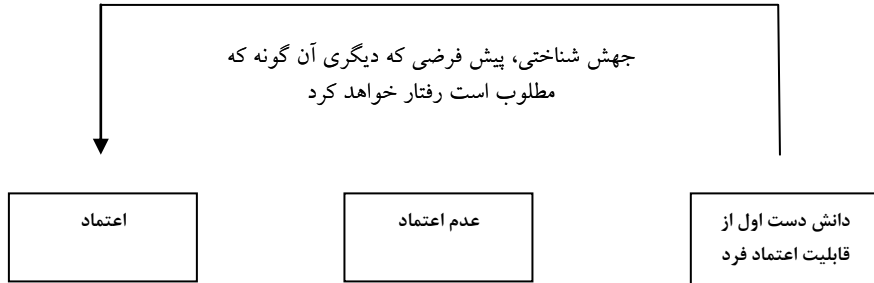 جهش شناختی، پیش فرضی که دیگری آن گونه که
مطلوب است رفتار خواهد کرد
دانش دست اول از
قابلیت اعتماد فرد
عدم اعتماد
اعتماد